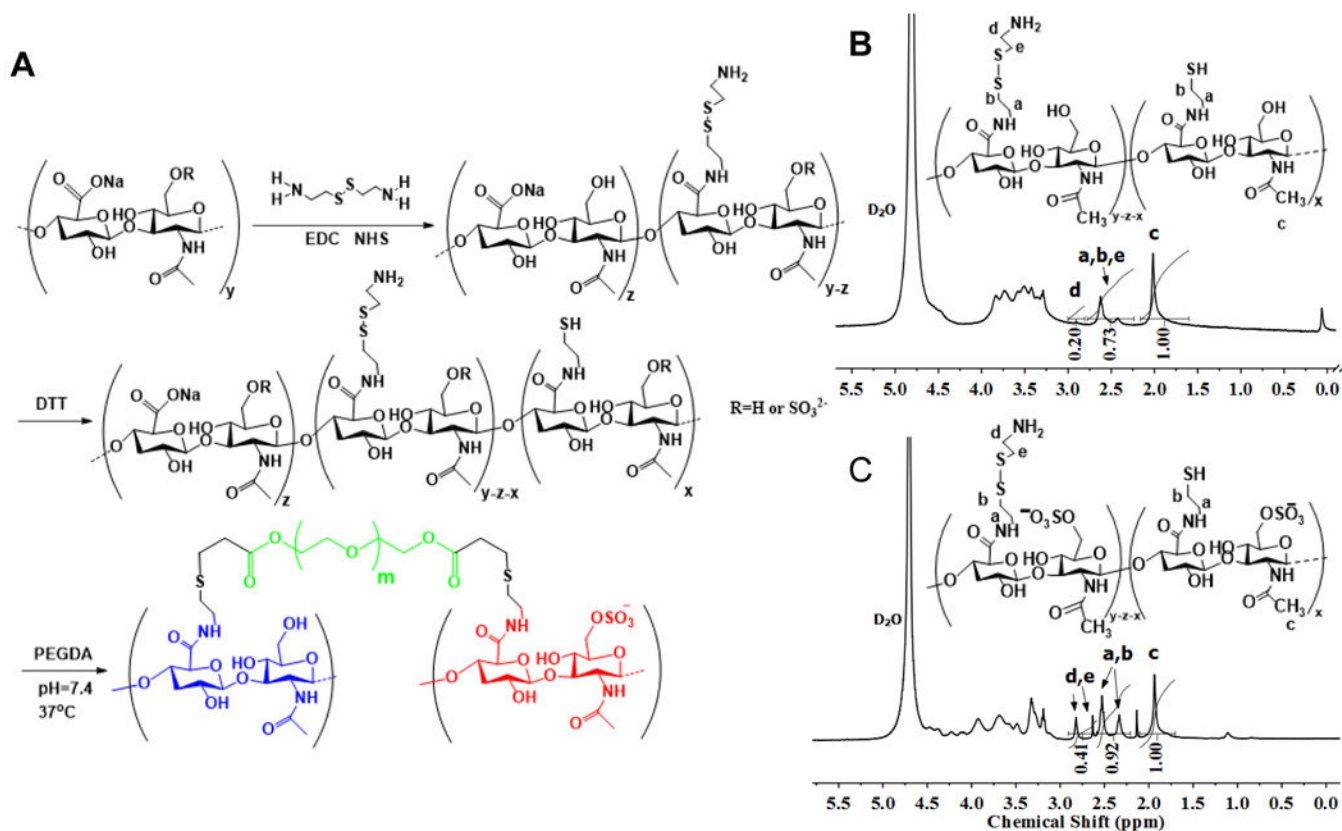 A
NH₂
S
S
NH
O
ONa
O
OR
HO
O
O
OH
O
NH
O
y
H
N
H
S
S
H
N
H
EDC NHS
O
ONa
OH
O
HO
O
O
OH
O
NH
O
z
O
OR
HO
O
O
OH
O
NH
O
y-z
DTT
NH₂
S
S
NH
SH
NH
O
ONa
OR
O
HO
O
O
OH
O
NH
O
z
O
OR
O
HO
O
O
OH
O
NH
O
y-z-x
O
OR
O
HO
O
O
OH
O
NH
O
x
R=H or SO₃²⁻
O
O
O
m
O
O
S
S
PEGDA
pH=7.4
37°C
O
NH
OH
O
HO
O
O
OH
O
NH
O
O
NH
OSO₃⁻
O
HO
O
O
OH
O
NH
O
B
NH₂
d
e
S
S
b
a
NH
O
HO
O
HO
O
O
OH
O
NH
O
CH₃
y-z-x
SH
b
a
NH
O
OH
HO
O
O
O
OH
O
NH
O
CH₃
c
x
D₂O
c
a,b,e
d
0.20
0.73
1.00
5.5 5.0 4.5 4.0 3.5 3.0 2.5 2.0 1.5 1.0 0.5 0.0
C
NH₂
d
e
S
S
b
a
NH
⁻O₃SO
O
HO
O
O
O
OH
O
NH
O
CH₃
y-z-x
SH
b
a
NH
OSO₃⁻
O
HO
O
O
O
OH
O
NH
O
CH₃
c
x
D₂O
a,b
c
d,e
0.41
0.92
1.00
5.5 5.0 4.5 4.0 3.5 3.0 2.5 2.0 1.5 1.0 0.5 0.0
Chemical Shift (ppm)